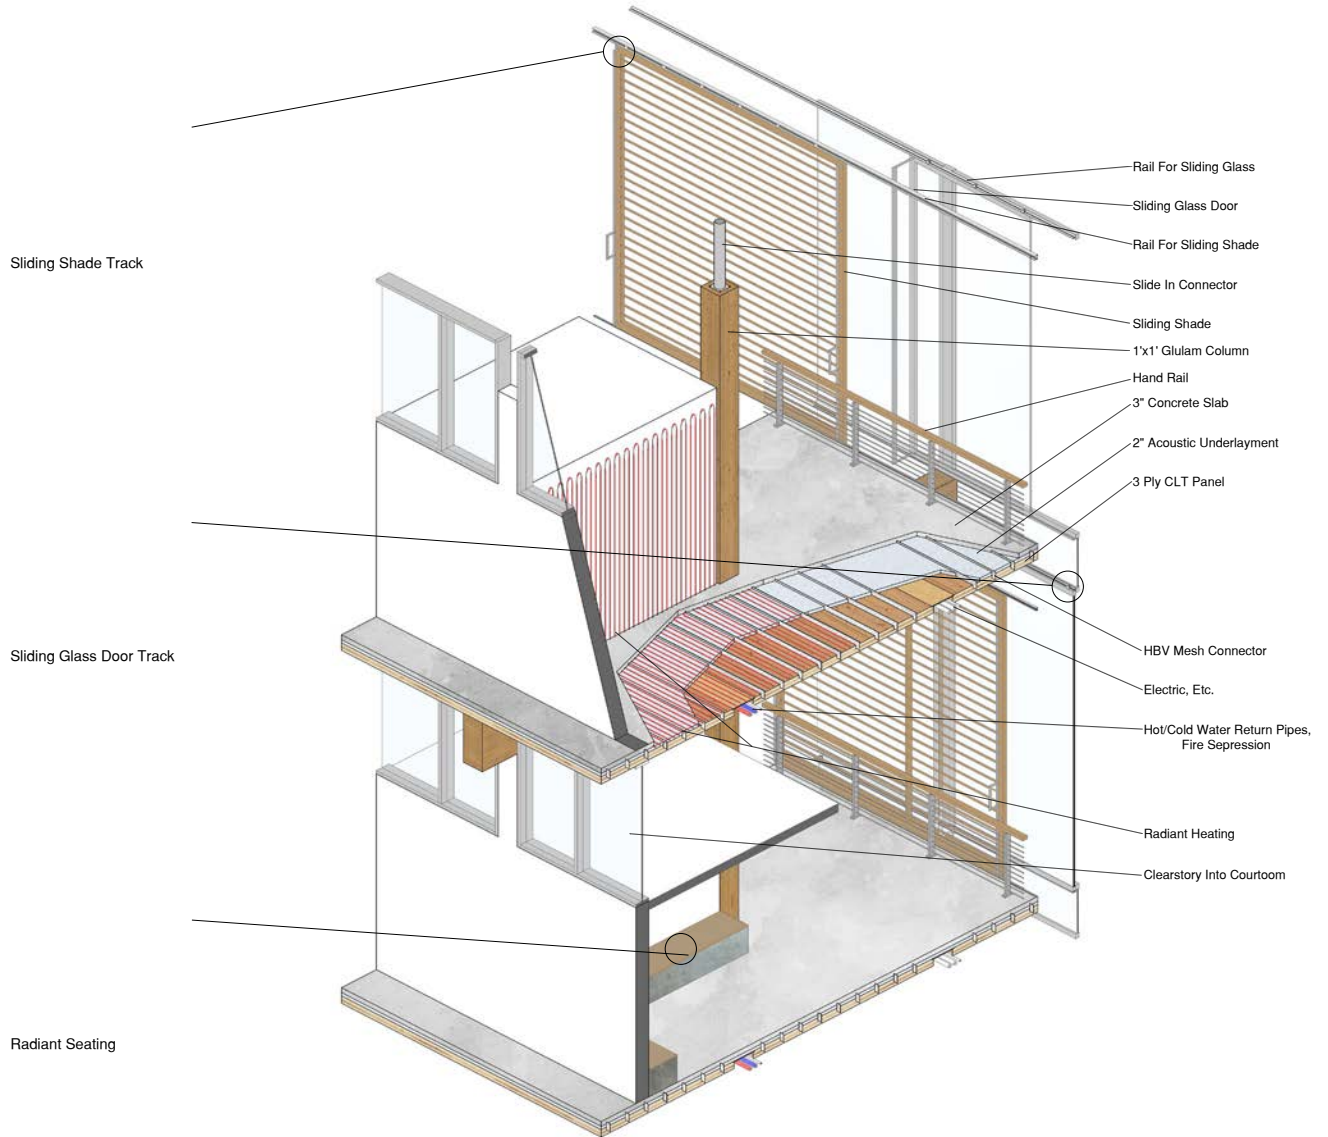 Sliding Shade Track
Sliding Glass Door Track
Radiant Seating
Rail For Sliding Glass
Sliding Glass Door
Rail For Sliding Shade
Slide In Connector
Sliding Shade
1'x1' Glulam Column
Hand Rail
3" Concrete Slab
2" Acoustic Underlayment
3 Ply CLT Panel
HBV Mesh Connector
Electric, Etc.
Hot/Cold Water Return Pipes,
Fire Sepression
Radiant Heating
Clearstory Into Courtoom